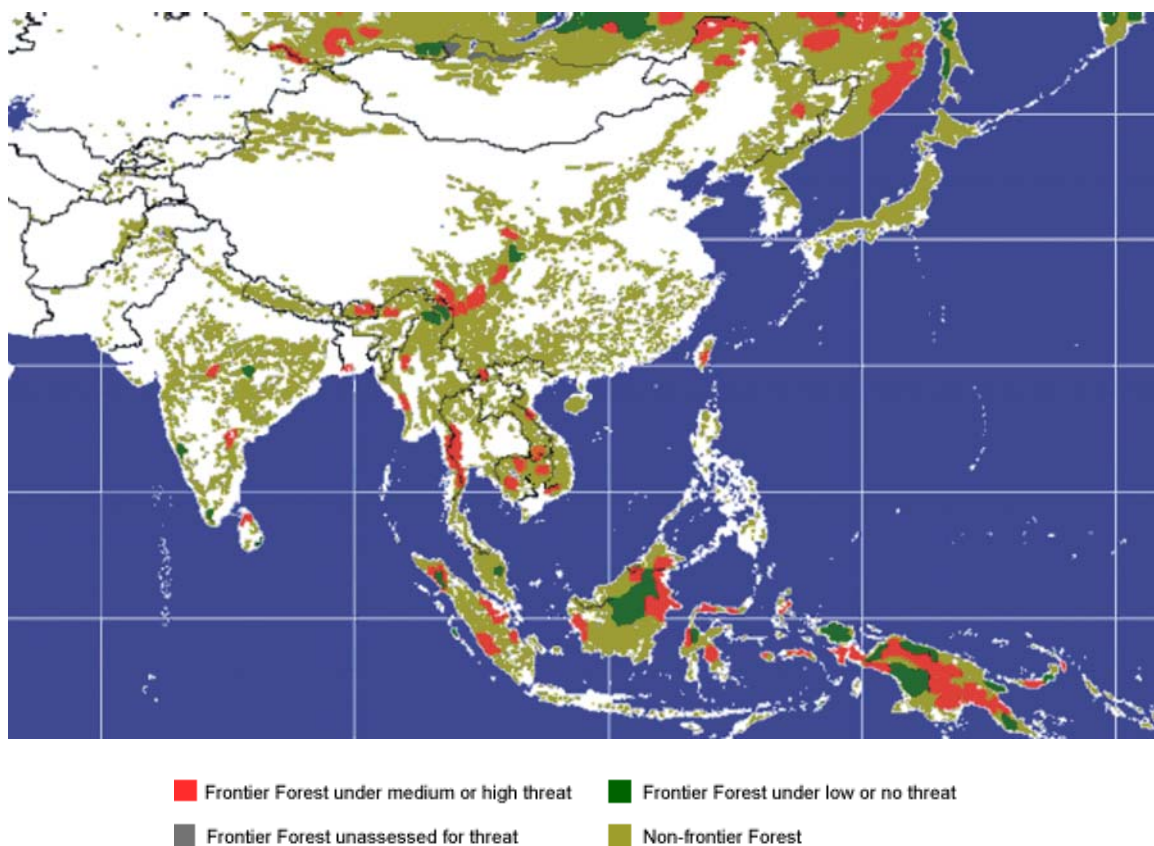 Frontier Forest under medium or high threat
Frontier Forest under low or no threat
Frontier Forest unassessed for threat
Non-frontier Forest